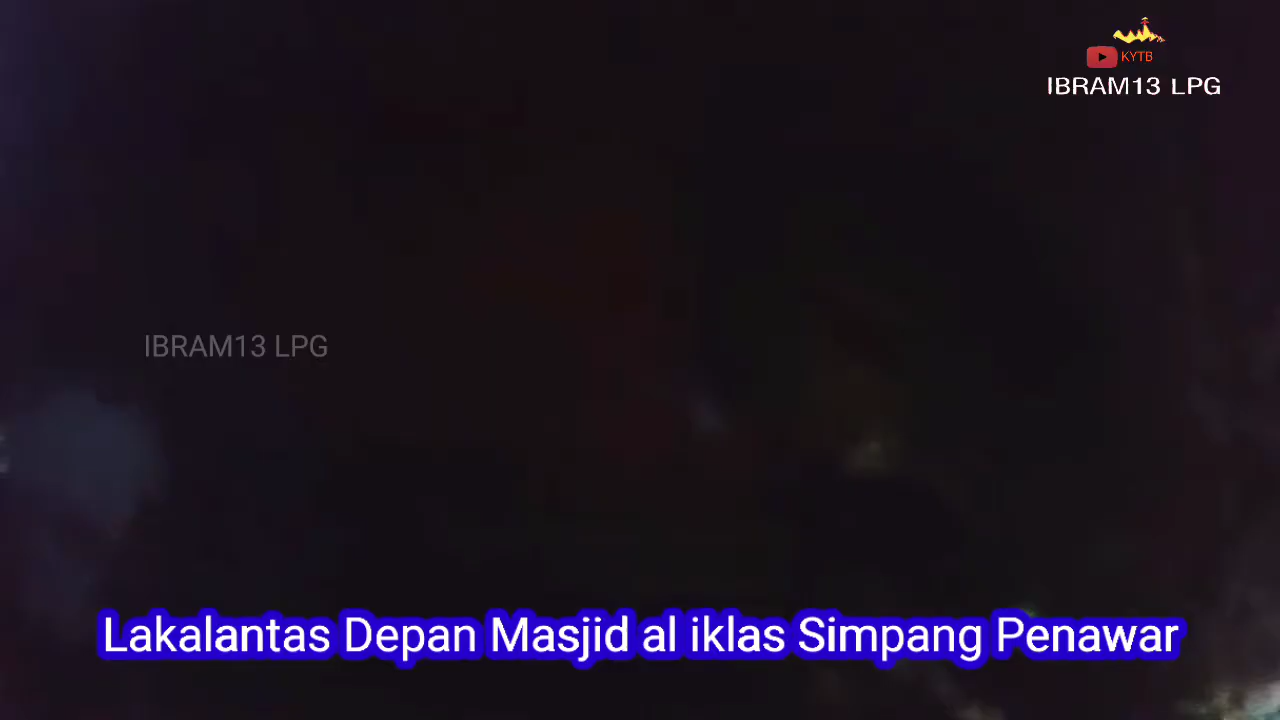 KYTB
IBRAM13 LPG
IBRAM13 LPG
Lakalantas Depan Masjid al iklas Simpang Penawar